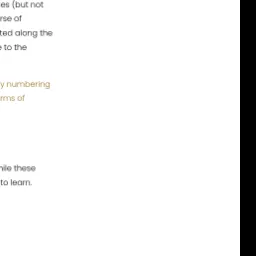 es (but not
rse of
ted along the
to the
y numbering
rms of
hile these
to learn.